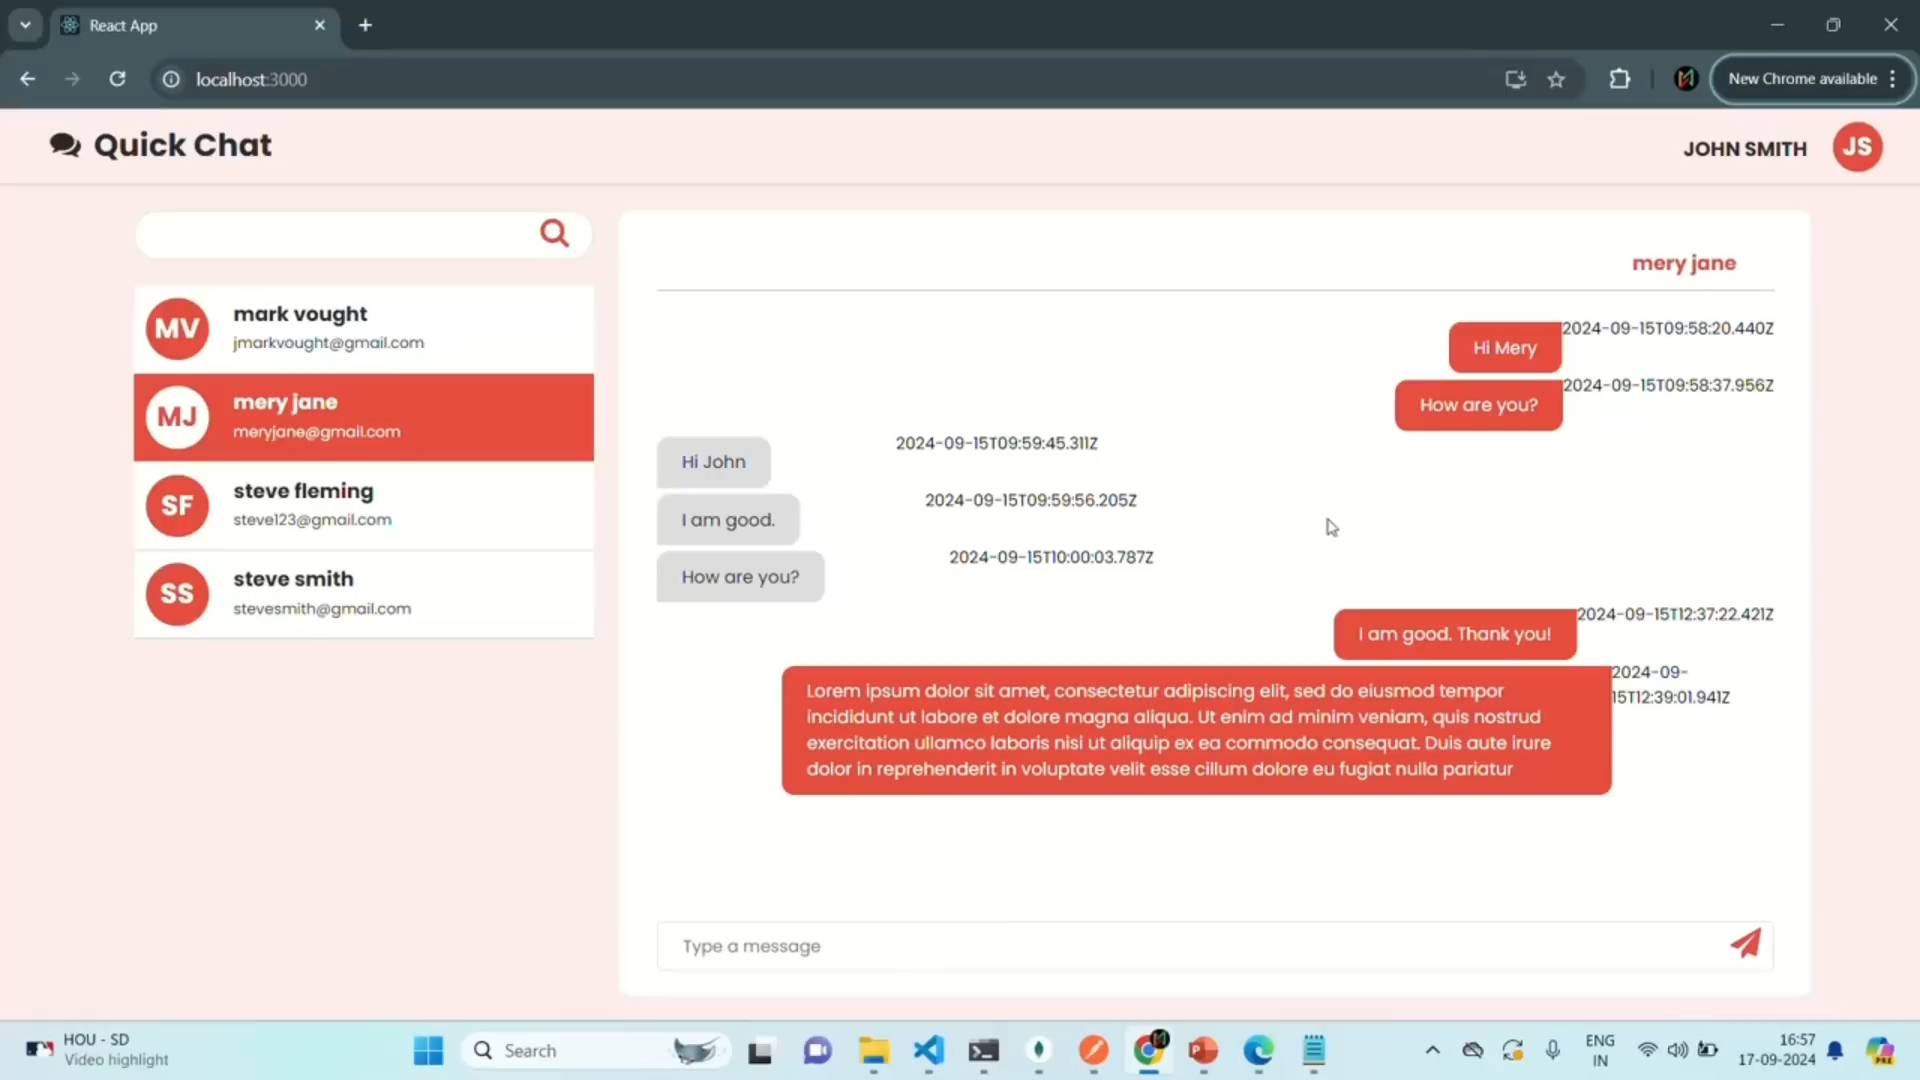 React App
localhost:3000
New Chrome available
Quick Chat
JOHN SMITH
JS
MV
mark vought
jmarkvought@gmail.com
MJ
mery jane
meryjane@gmail.com
SF
steve fleming
steve123@gmail.com
SS
steve smith
stevesmith@gmail.com
mery jane
Hi Mery
2024-09-15T09:58:20.440Z
How are you?
2024-09-15T09:58:37.956Z
Hi John
2024-09-15T09:59:45.311Z
I am good.
2024-09-15T09:59:56.205Z
How are you?
2024-09-15T10:00:03.787Z
I am good. Thank you!
2024-09-15T12:37:22.421Z
Lorem ipsum dolor sit amet, consectetur adipiscing elit, sed do eiusmod tempor
incididunt ut labore et dolore magna aliqua. Ut enim ad minim veniam, quis nostrud
exercitation ullamco laboris nisi ut aliquip ex ea commodo consequat. Duis aute irure
dolor in reprehenderit in voluptate velit esse cillum dolore eu fugiat nulla pariatur
2024-09-
15T12:39:01.941Z
Type a message
HOU - SD
Video highlight
Search
ENG
IN
16:57
17-09-2024
PRE